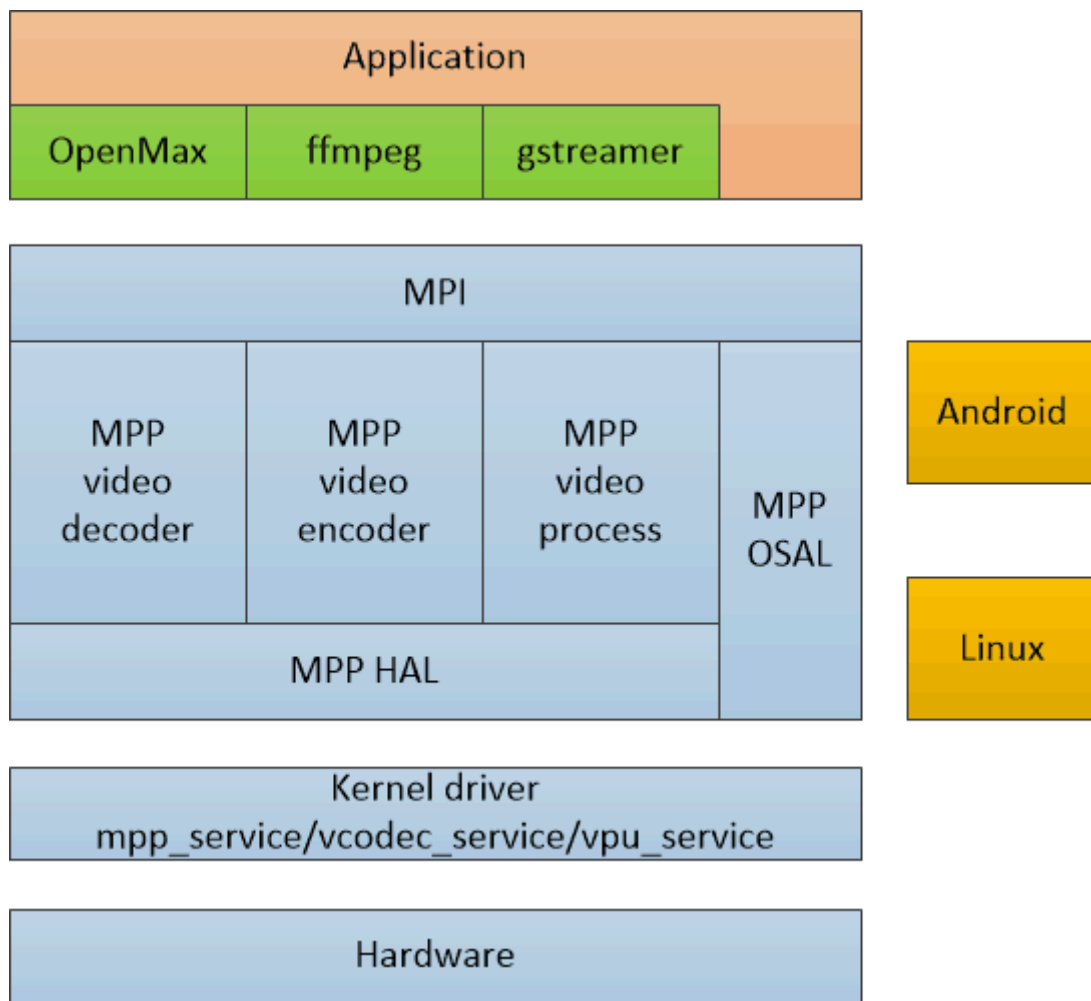 Application
OpenMax
ffmpeg
gstreamer
MPI
MPP
video
decoder
MPP
video
encoder
MPP
video
process
MPP
OSAL
Android
Linux
MPP HAL
Kernel driver
mpp_service/vcodec_service/vpu_service
Hardware